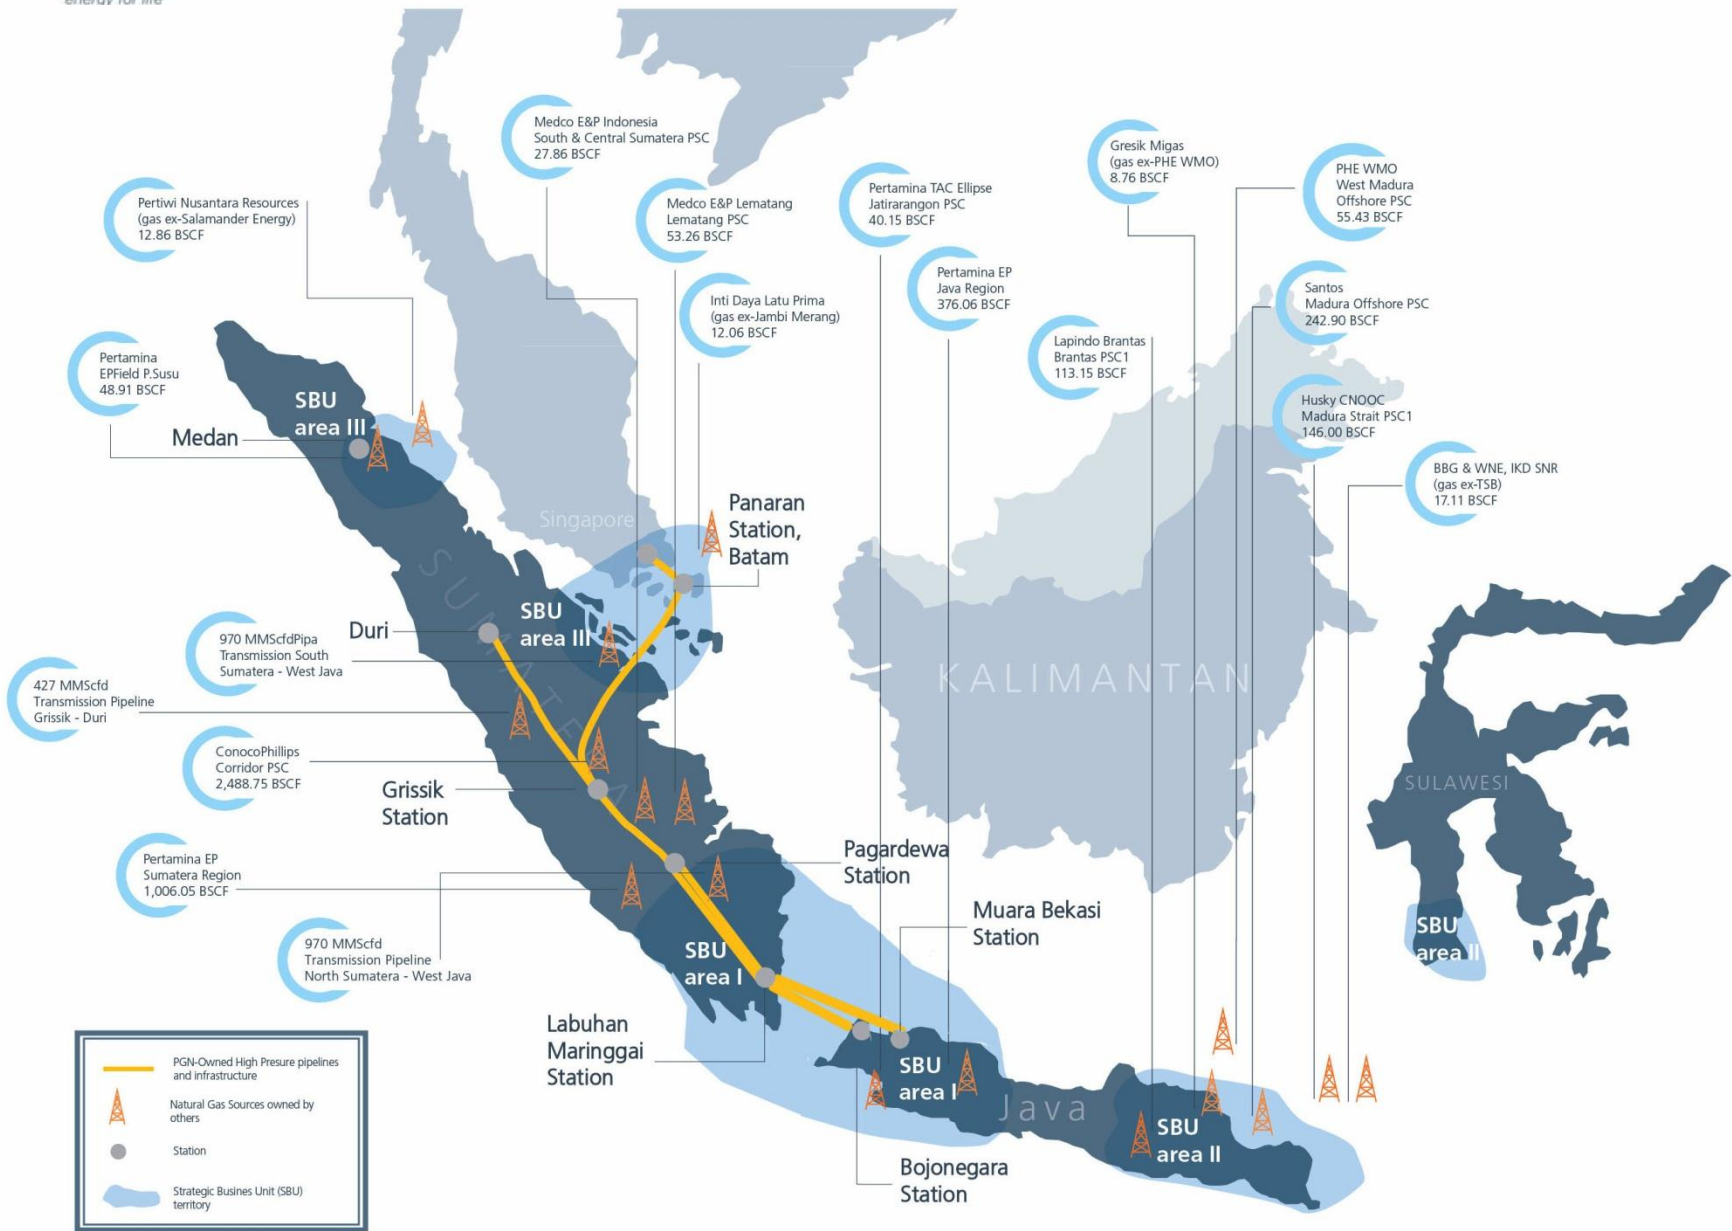 energy for life
Medco E&P Indonesia
South & Central Sumatera PSC
27.86 BSCF
Gresik Migas
(gas ex-PHE WMO)
8.76 BSCF
PHE WMO
West Madura
Offshore PSC
55.43 BSCF
Pertiwi Nusantara Resources
(gas ex-Salamander Energy)
12.86 BSCF
Medco E&P Lematang
Lematang PSC
53.26 BSCF
Pertamina TAC Ellipse
Jatirarangon PSC
40.15 BSCF
Pertamina EP
Java Region
376.06 BSCF
Inti Daya Latu Prima
(gas ex-Jambi Merang)
12.06 BSCF
Santos
Madura Offshore PSC
242.90 BSCF
Lapindo Brantas
Brantas PSC1
113.15 BSCF
Pertamina
EPField P.Susu
48.91 BSCF
Husky CNOOC
Madura Strait PSC1
146.00 BSCF
SBU
area III
Medan
BBG & WNE, IKD SNR
(gas ex-TSB)
17.11 BSCF
Singapore
Panaran
Station,
Batam
SUMATERA
SBU
area III
Duri
970 MMScfdPipa
Transmission South
Sumatera - West Java
427 MMScfd
Transmission Pipeline
Grissik - Duri
KALIMANTAN
ConocoPhillips
Corridor PSC
2,488.75 BSCF
Grissik
Station
SULAWESI
Pertamina EP
Sumatera Region
1,006.05 BSCF
Pagardewa
Station
Muara Bekasi
Station
970 MMScfd
Transmission Pipeline
North Sumatera - West Java
SBU
area I
SBU
area II
Labuhan
Maringgai
Station
SBU
area I
Java
SBU
area II
Bojonegara
Station
PGN-Owned High Presure pipelines
and infrastructure
Natural Gas Sources owned by
others
Station
Strategic Busines Unit (SBU)
territory